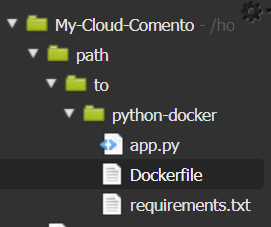 My-Cloud-Comento - /ho
path
to
python-docker
app.py
Dockerfile
requirements.txt